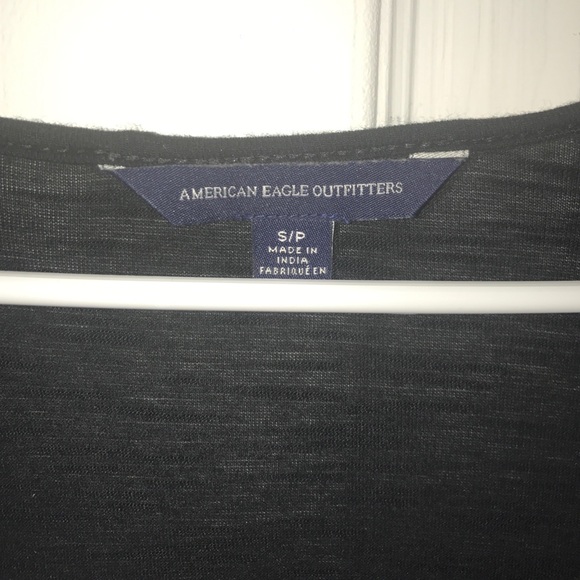 AMERICAN EAGLE OUTFITTERS
S/P
MADE IN
INDIA
FABRIQUÉ EN